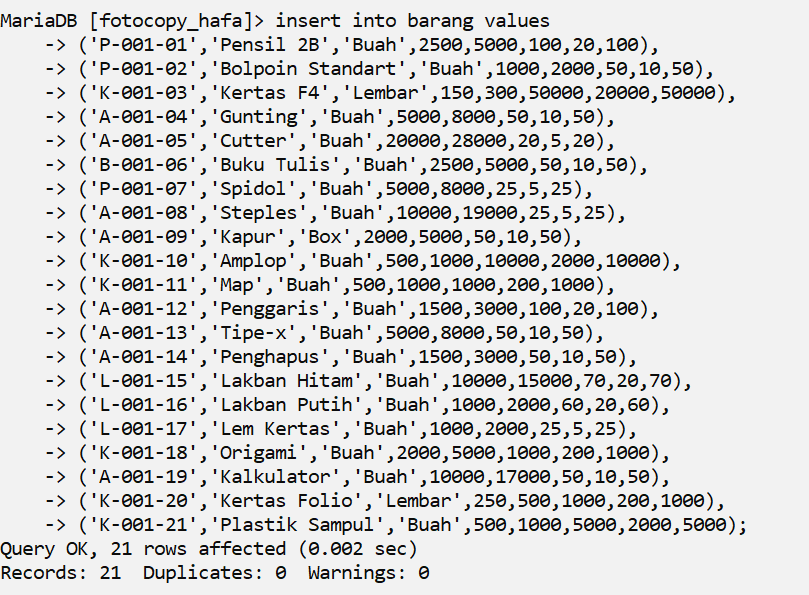 MariaDB [fotocopy_hafa]> insert into barang values
    -> ('P-001-01','Pensil 2B','Buah',2500,5000,100,20,100),
    -> ('P-001-02','Bolpoin Standart','Buah',1000,2000,50,10,50),
    -> ('K-001-03','Kertas F4','Lembar',150,300,50000,20000,50000),
    -> ('A-001-04','Gunting','Buah',5000,8000,50,10,50),
    -> ('A-001-05','Cutter','Buah',20000,28000,20,5,20),
    -> ('B-001-06','Buku Tulis','Buah',2500,5000,50,10,50),
    -> ('P-001-07','Spidol','Buah',5000,8000,25,5,25),
    -> ('A-001-08','Steples','Buah',10000,19000,25,5,25),
    -> ('A-001-09','Kapur','Box',2000,5000,50,10,50),
    -> ('K-001-10','Amplop','Buah',500,1000,10000,2000,10000),
    -> ('K-001-11','Map','Buah',500,1000,1000,200,1000),
    -> ('A-001-12','Penggaris','Buah',1500,3000,100,20,100),
    -> ('A-001-13','Tipe-x','Buah',5000,8000,50,10,50),
    -> ('A-001-14','Penghapus','Buah',1500,3000,50,10,50),
    -> ('L-001-15','Lakban Hitam','Buah',10000,15000,70,20,70),
    -> ('L-001-16','Lakban Putih','Buah',1000,2000,60,20,60),
    -> ('L-001-17','Lem Kertas','Buah',1000,2000,25,5,25),
    -> ('K-001-18','Origami','Buah',2000,5000,1000,200,1000),
    -> ('A-001-19','Kalkulator','Buah',10000,17000,50,10,50),
    -> ('K-001-20','Kertas Folio','Lembar',250,500,1000,200,1000),
    -> ('K-001-21','Plastik Sampul','Buah',500,1000,5000,2000,5000);
Query OK, 21 rows affected (0.002 sec)
Records: 21  Duplicates: 0  Warnings: 0